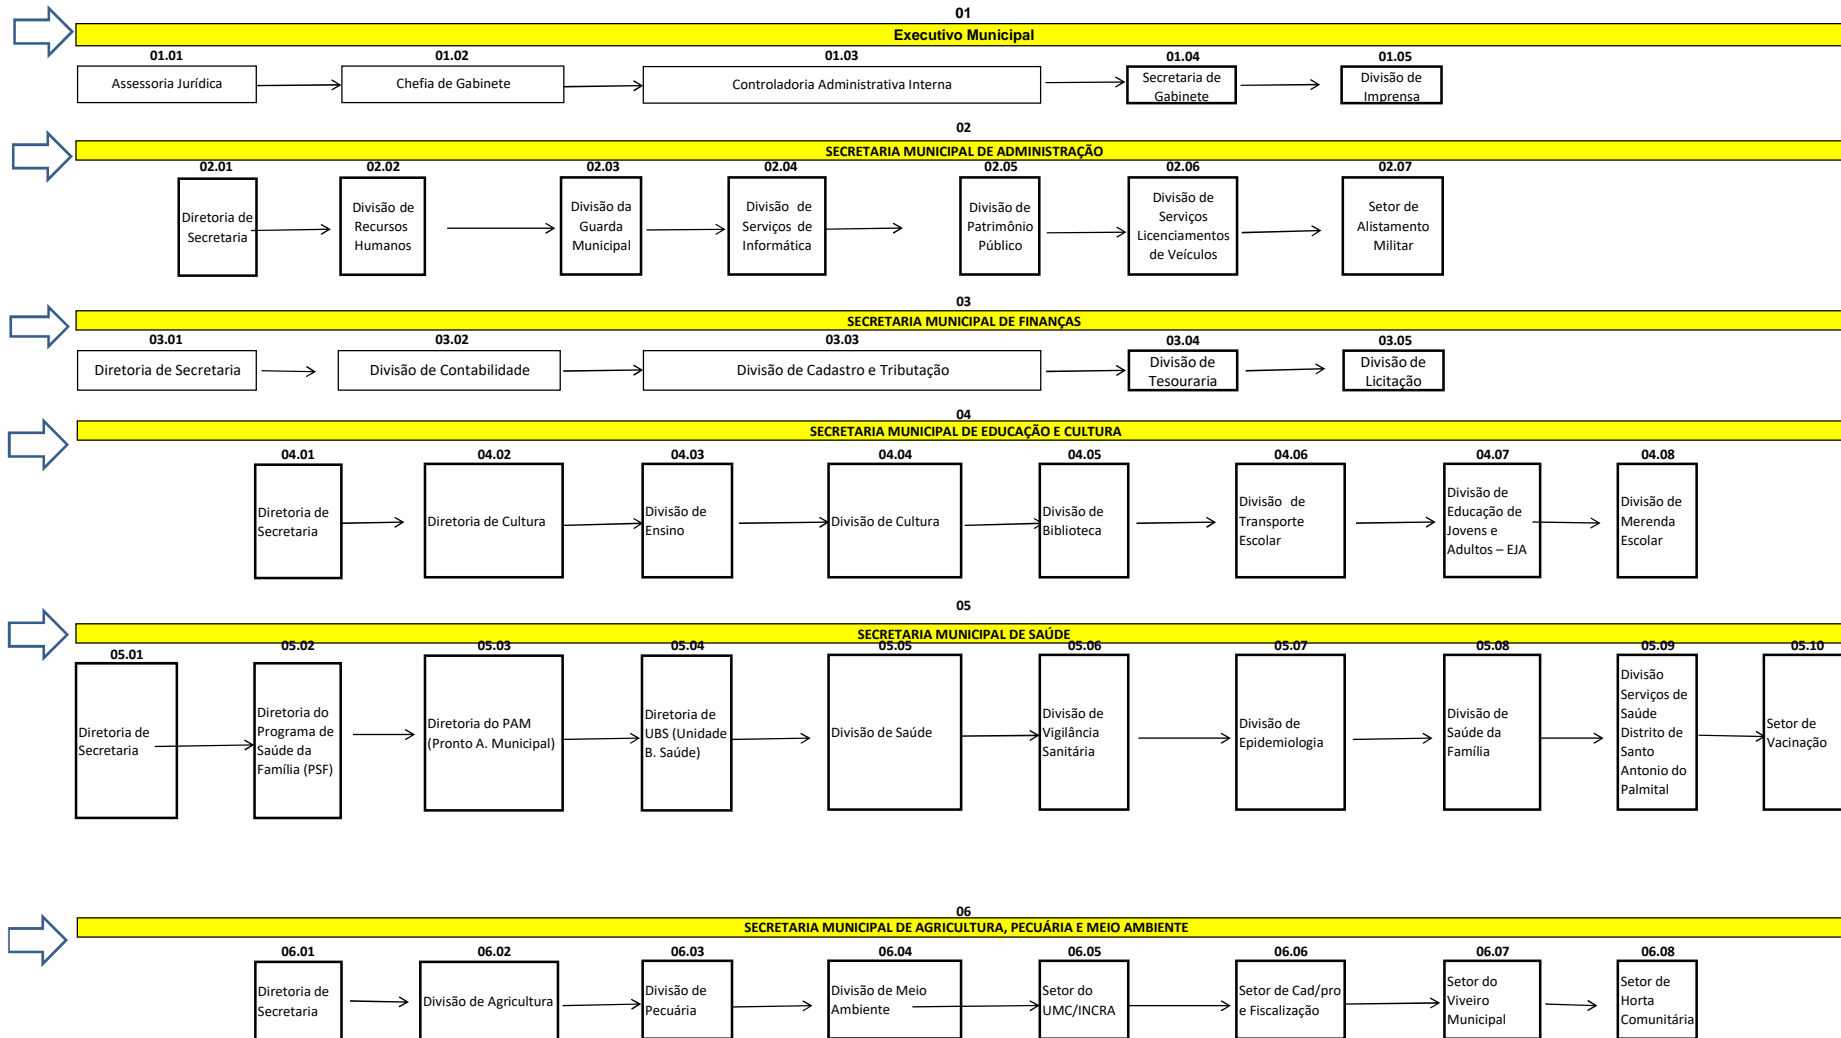 01
Executivo Municipal
01.01
01.02
01.03
01.04
01.05
Assessoria Jurídica
Chefia de Gabinete
Controladoria Administrativa Interna
Secretaria de
Gabinete
Divisão de
Imprensa
02
SECRETARIA MUNICIPAL DE ADMINISTRAÇÃO
02.01
02.02
02.03
02.04
02.05
02.06
02.07
Diretoria de
Secretaria
Divisão de
Recursos
Humanos
Divisão da
Guarda
Municipal
Divisão de
Serviços de
Informática
Divisão de
Patrimônio
Público
Divisão de
Serviços
Licenciamentos
de Veículos
Setor de
Alistamento
Militar
03
SECRETARIA MUNICIPAL DE FINANÇAS
03.01
03.02
03.03
03.04
03.05
Diretoria de Secretaria
Divisão de Contabilidade
Divisão de Cadastro e Tributação
Divisão de
Tesouraria
Divisão de
Licitação
04
SECRETARIA MUNICIPAL DE EDUCAÇÃO E CULTURA
04.01
04.02
04.03
04.04
04.05
04.06
04.07
04.08
Diretoria de
Secretaria
Diretoria de Cultura
Divisão de
Ensino
Divisão de Cultura
Divisão de
Biblioteca
Divisão de
Transporte
Escolar
Divisão de
Educação de
Jovens e
Adultos – EJA
Divisão de
Merenda
Escolar
05
SECRETARIA MUNICIPAL DE SAÚDE
05.01
05.02
05.03
05.04
05.05
05.06
05.07
05.08
05.09
05.10
Diretoria de
Secretaria
Diretoria do
Programa de
Saúde da
Família (PSF)
Diretoria do PAM
(Pronto A. Municipal)
Diretoria de
UBS (Unidade
B. Saúde)
Divisão de Saúde
Divisão de
Vigilância
Sanitária
Divisão de
Epidemiologia
Divisão de
Saúde da
Família
Divisão
Serviços de
Saúde
Distrito de
Santo
Antonio do
Palmital
Setor de
Vacinação
06
SECRETARIA MUNICIPAL DE AGRICULTURA, PECUÁRIA E MEIO AMBIENTE
06.01
06.02
06.03
06.04
06.05
06.06
06.07
06.08
Diretoria de
Secretaria
Divisão de Agricultura
Divisão de
Pecuária
Divisão de Meio
Ambiente
Setor do
UMC/INCRA
Setor de Cad/pro
e Fiscalização
Setor do
Viveiro
Municipal
Setor de
Horta
Comunitária